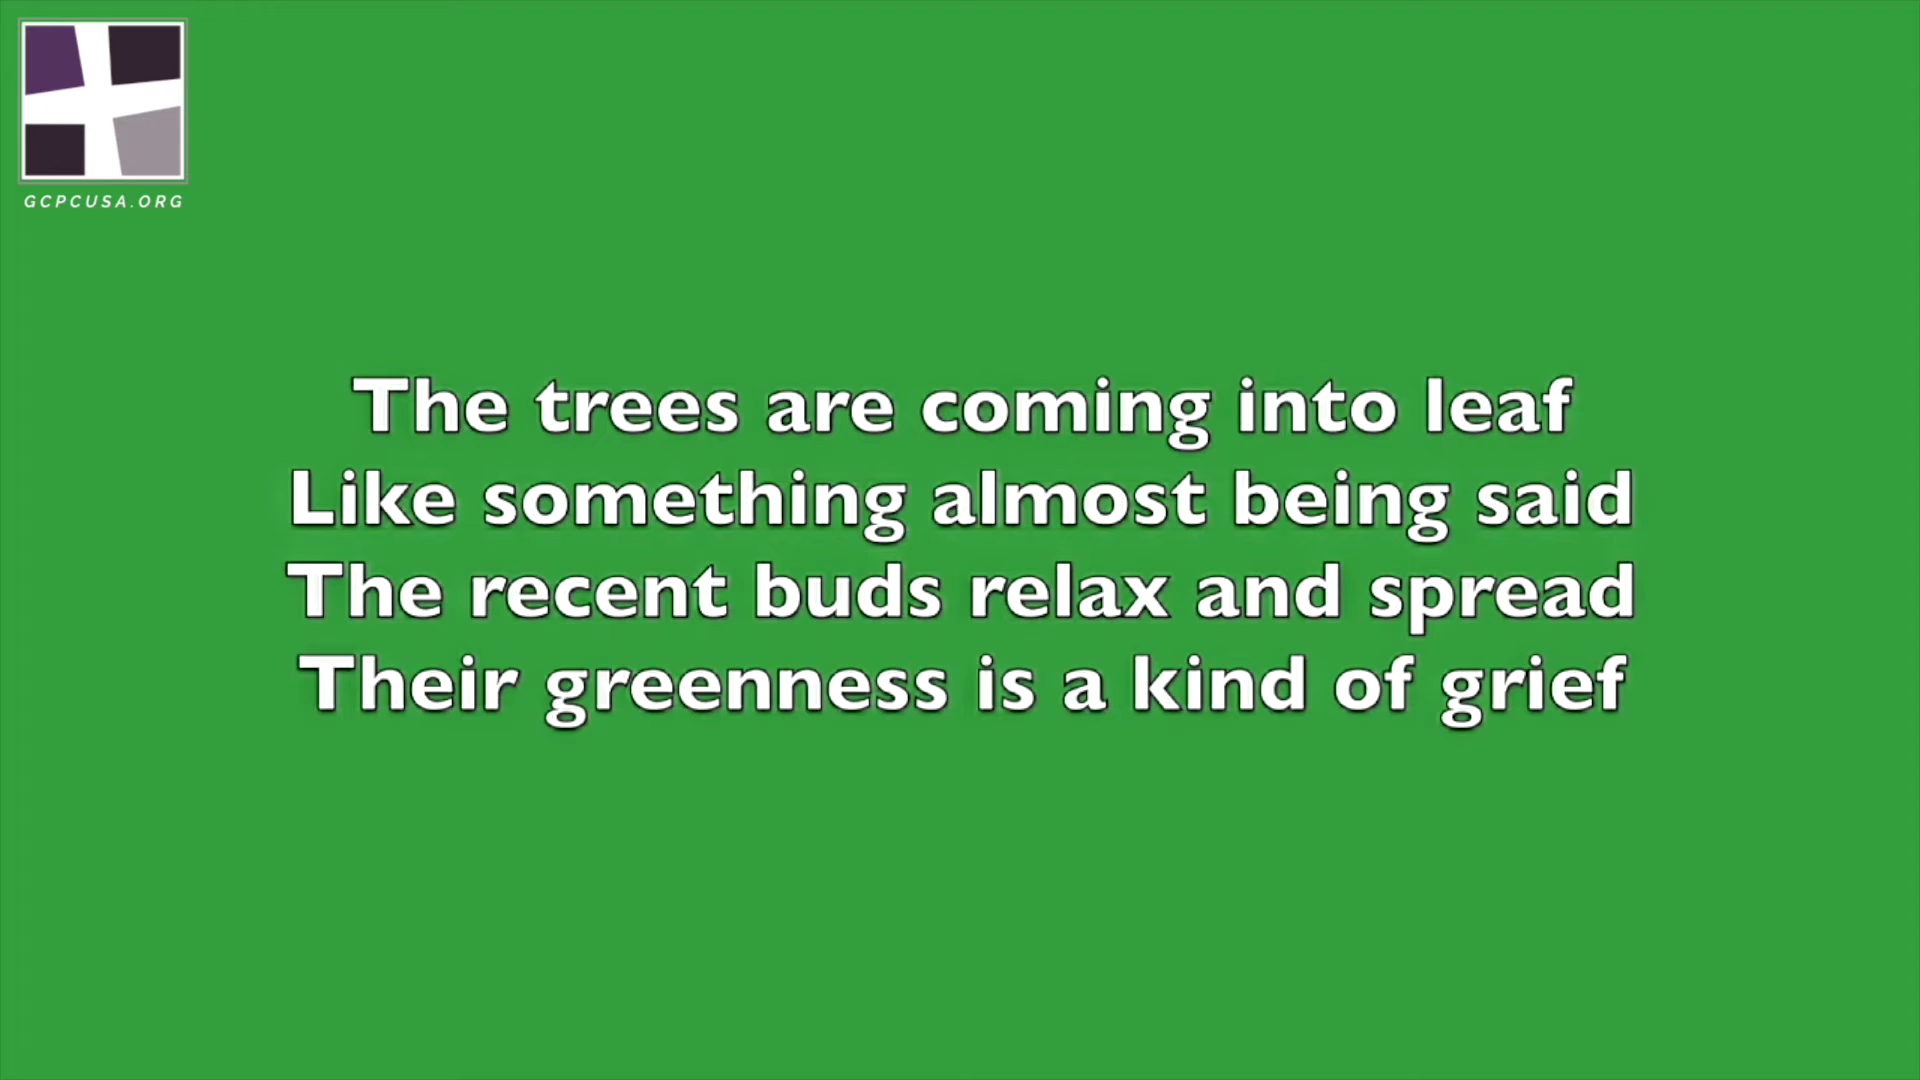 GCPCUSA.ORG
The trees are coming into leaf
Like something almost being said
The recent buds relax and spread
Their greenness is a kind of grief